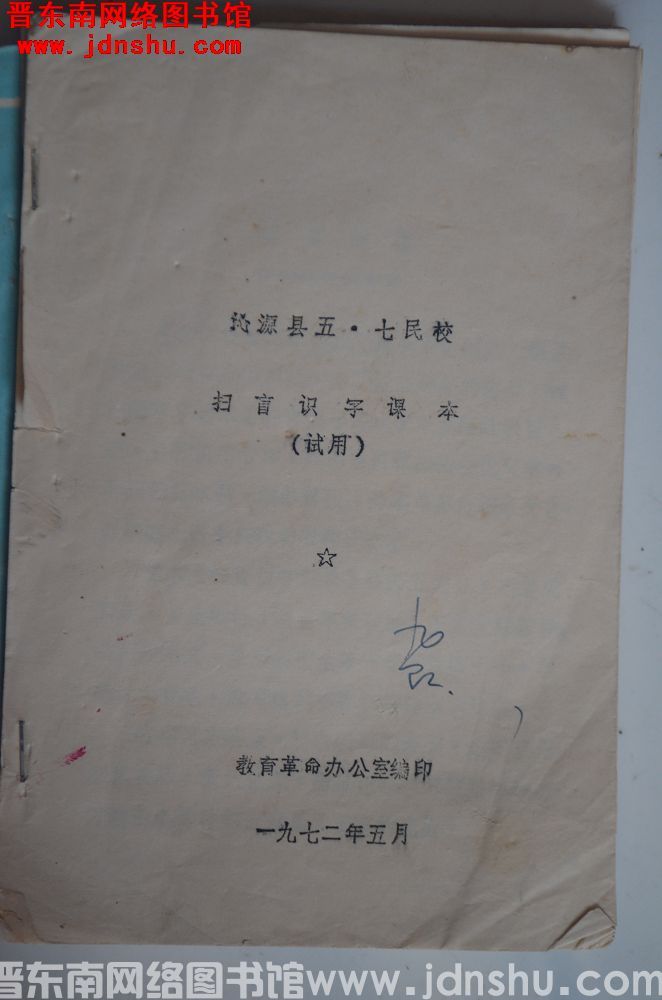 晋东南网络图书馆
www.jdnshu.com
沁源县五·七民校
扫盲识字课本
(试用)
☆
教育革命办公室编印
一九七二年五月
晋东南网络图书馆www.jdnshu.com